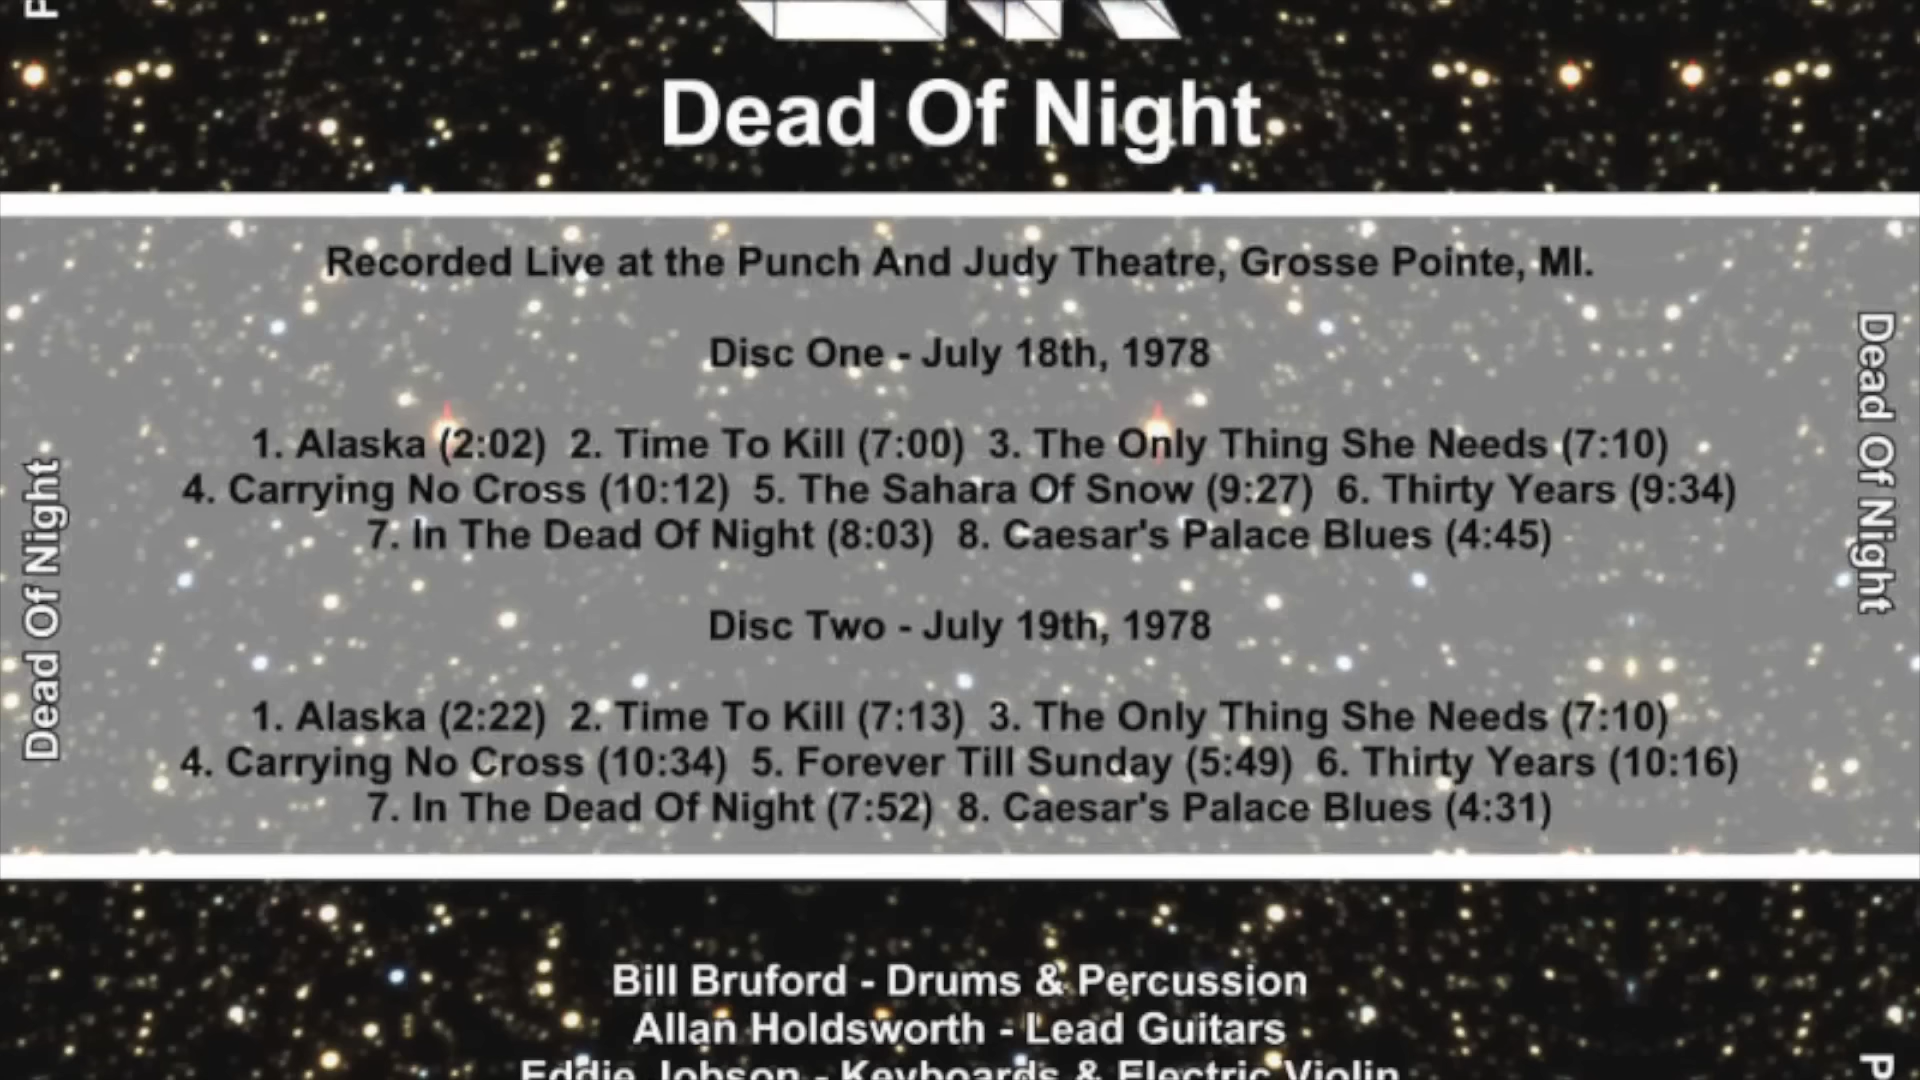 Dead Of Night
Recorded Live at the Punch And Judy Theatre, Grosse Pointe, MI.
Disc One - July 18th, 1978
1. Alaska (2:02)  2. Time To Kill (7:00)  3. The Only Thing She Needs (7:10)
4. Carrying No Cross (10:12)  5. The Sahara Of Snow (9:27)  6. Thirty Years (9:34)
7. In The Dead Of Night (8:03)  8. Caesar's Palace Blues (4:45)
Disc Two - July 19th, 1978
1. Alaska (2:22)  2. Time To Kill (7:13)  3. The Only Thing She Needs (7:10)
4. Carrying No Cross (10:34)  5. Forever Till Sunday (5:49)  6. Thirty Years (10:16)
7. In The Dead Of Night (7:52)  8. Caesar's Palace Blues (4:31)
Dead Of Night
Dead Of Night
Bill Bruford - Drums & Percussion
Allan Holdsworth - Lead Guitars
Eddie Jobson - Keyboards & Electric Violin